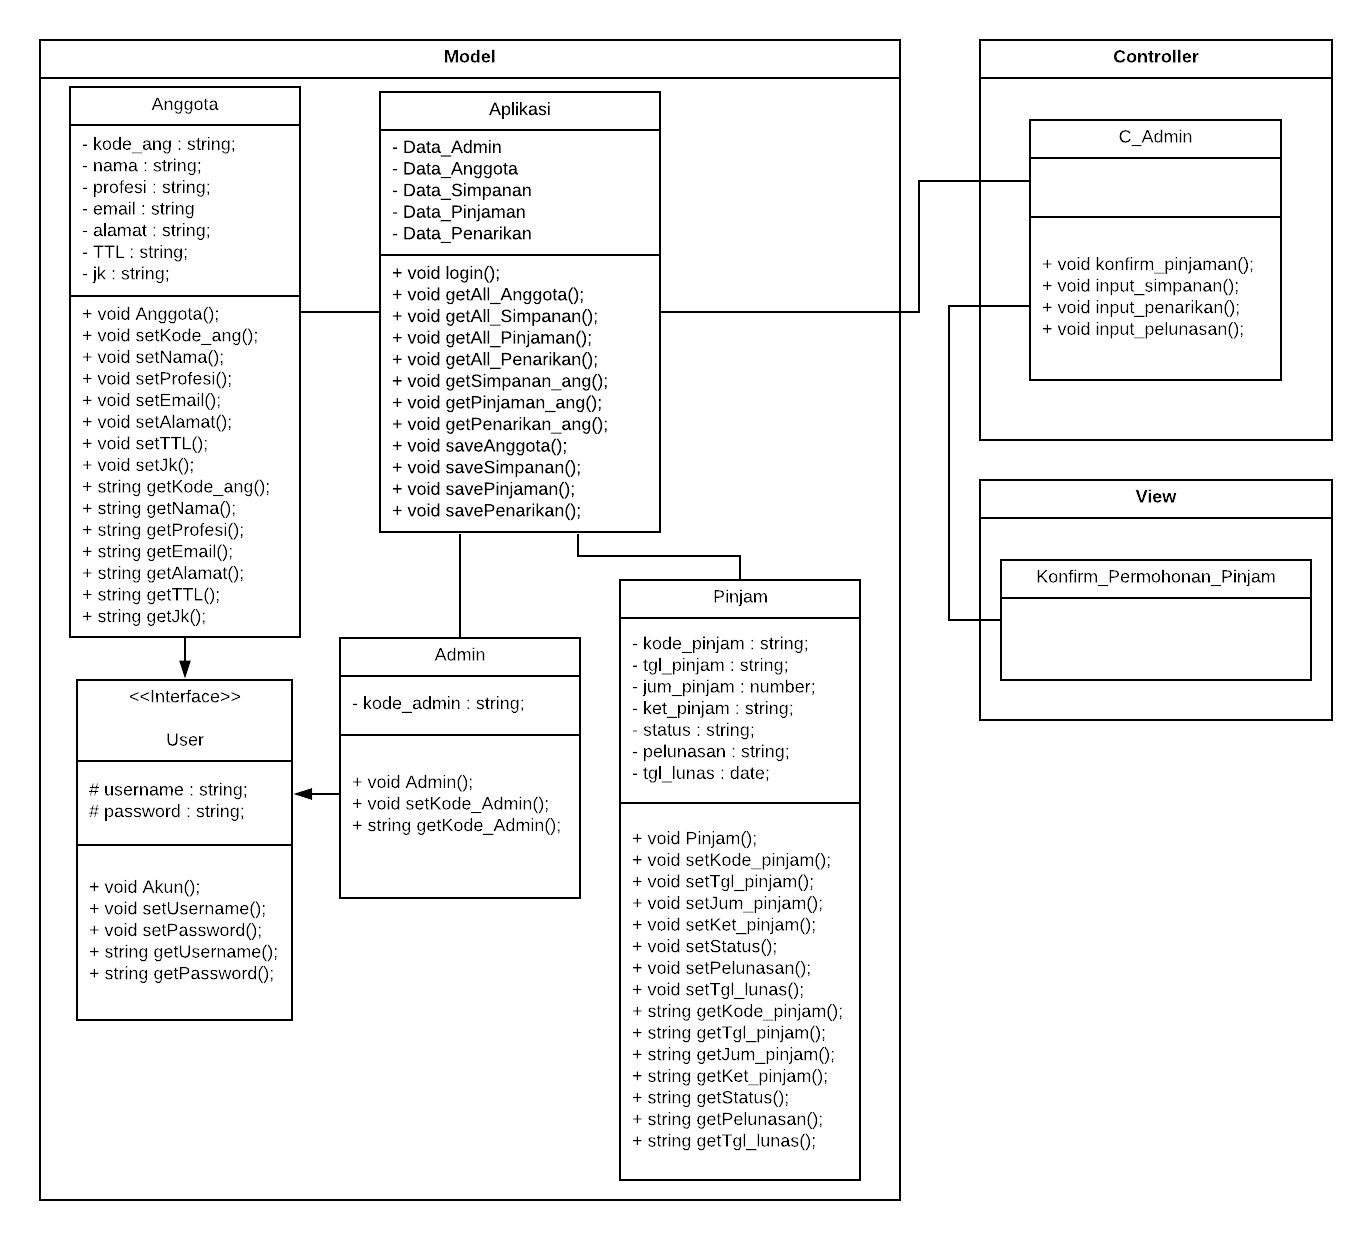 Model
Anggota
- kode_ang : string;
- nama : string;
- profesi : string;
- email : string
- alamat : string;
- TTL : string;
- jk : string;
+ void Anggota();
+ void setKode_ang();
+ void setNama();
+ void setProfesi();
+ void setEmail();
+ void setAlamat();
+ void setTTL();
+ void setJk();
+ string getKode_ang();
+ string getNama();
+ string getProfesi();
+ string getEmail();
+ string getAlamat();
+ string getTTL();
+ string getJk();
Aplikasi
- Data_Admin
- Data_Anggota
- Data_Simpanan
- Data_Pinjaman
- Data_Penarikan
+ void login();
+ void getAll_Anggota();
+ void getAll_Simpanan();
+ void getAll_Pinjaman();
+ void getAll_Penarikan();
+ void getSimpanan_ang();
+ void getPinjaman_ang();
+ void getPenarikan_ang();
+ void saveAnggota();
+ void saveSimpanan();
+ void savePinjaman();
+ void savePenarikan();
<<Interface>>
User
# username : string;
# password : string;
+ void Akun();
+ void setUsername();
+ void setPassword();
+ string getUsername();
+ string getPassword();
Admin
- kode_admin : string;
+ void Admin();
+ void setKode_Admin();
+ string getKode_Admin();
Pinjam
- kode_pinjam : string;
- tgl_pinjam : string;
- jum_pinjam : number;
- ket_pinjam : string;
- status : string;
- pelunasan : string;
- tgl_lunas : date;
+ void Pinjam();
+ void setKode_pinjam();
+ void setTgl_pinjam();
+ void setJum_pinjam();
+ void setKet_pinjam();
+ void setStatus();
+ void setPelunasan();
+ void setTgl_lunas();
+ string getKode_pinjam();
+ string getTgl_pinjam();
+ string getJum_pinjam();
+ string getKet_pinjam();
+ string getStatus();
+ string getPelunasan();
+ string getTgl_lunas();
Controller
C_Admin
+ void konfirm_pinjaman();
+ void input_simpanan();
+ void input_penarikan();
+ void input_pelunasan();
View
Konfirm_Permohonan_Pinjam